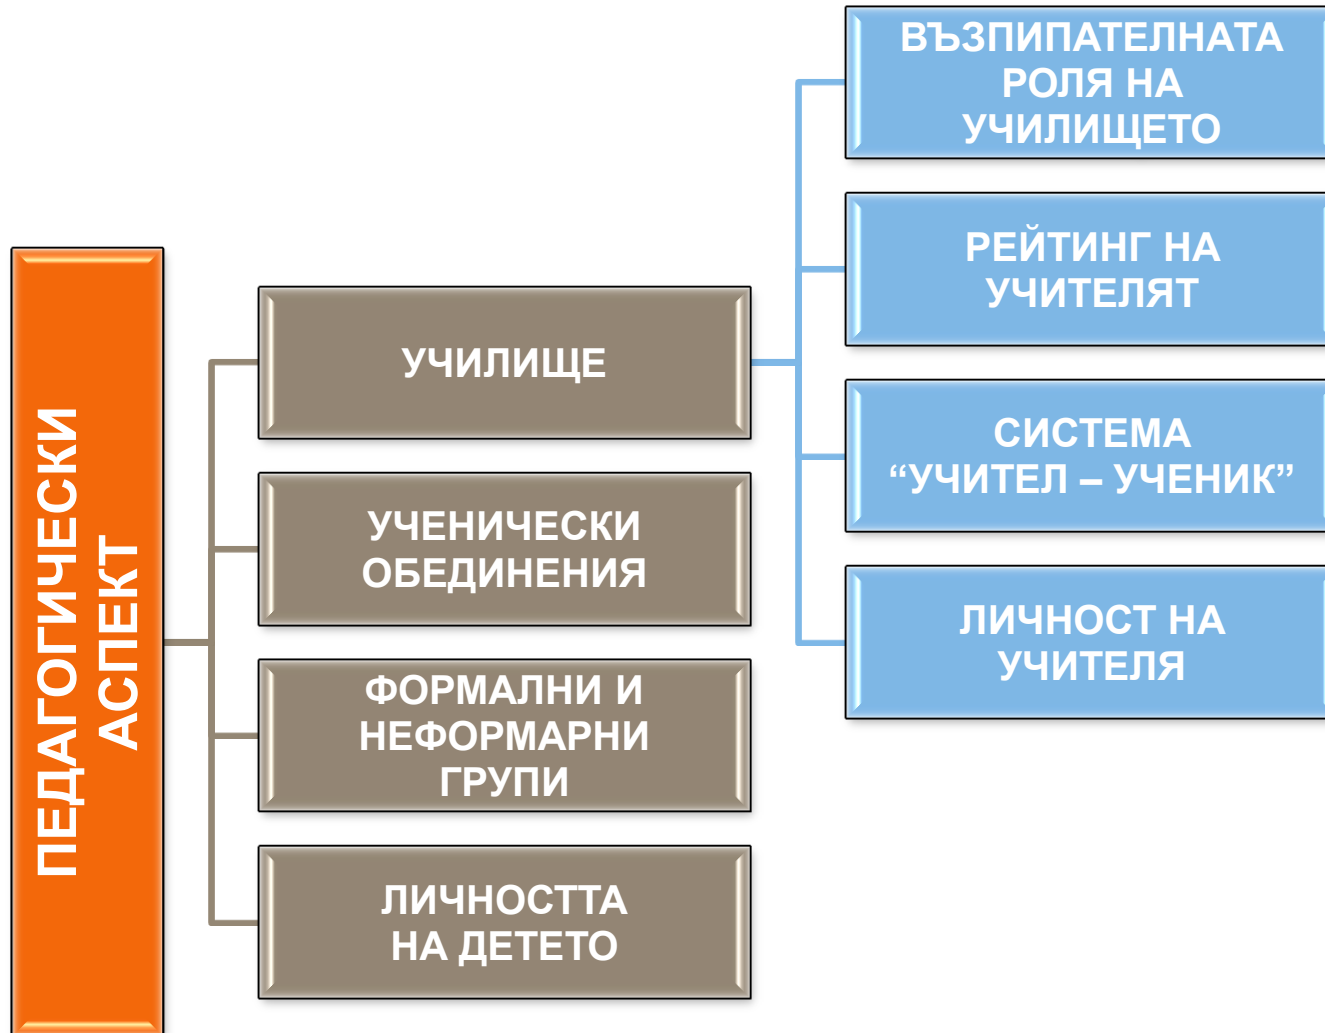 ПЕДАГОГИЧЕСКИ
АСПЕКТ
УЧИЛИЩЕ
УЧЕНИЧЕСКИ
ОБЕДИНЕНИЯ
ФОРМАЛНИ И
НЕФОРМАРНИ
ГРУПИ
ЛИЧНОСТТА
НА ДЕТЕТО
ВЪЗПИПАТЕЛНАТА
РОЛЯ НА
УЧИЛИЩЕТО
РЕЙТИНГ НА
УЧИТЕЛЯТ
СИСТЕМА
“УЧИТЕЛ – УЧЕНИК”
ЛИЧНОСТ НА
УЧИТЕЛЯ